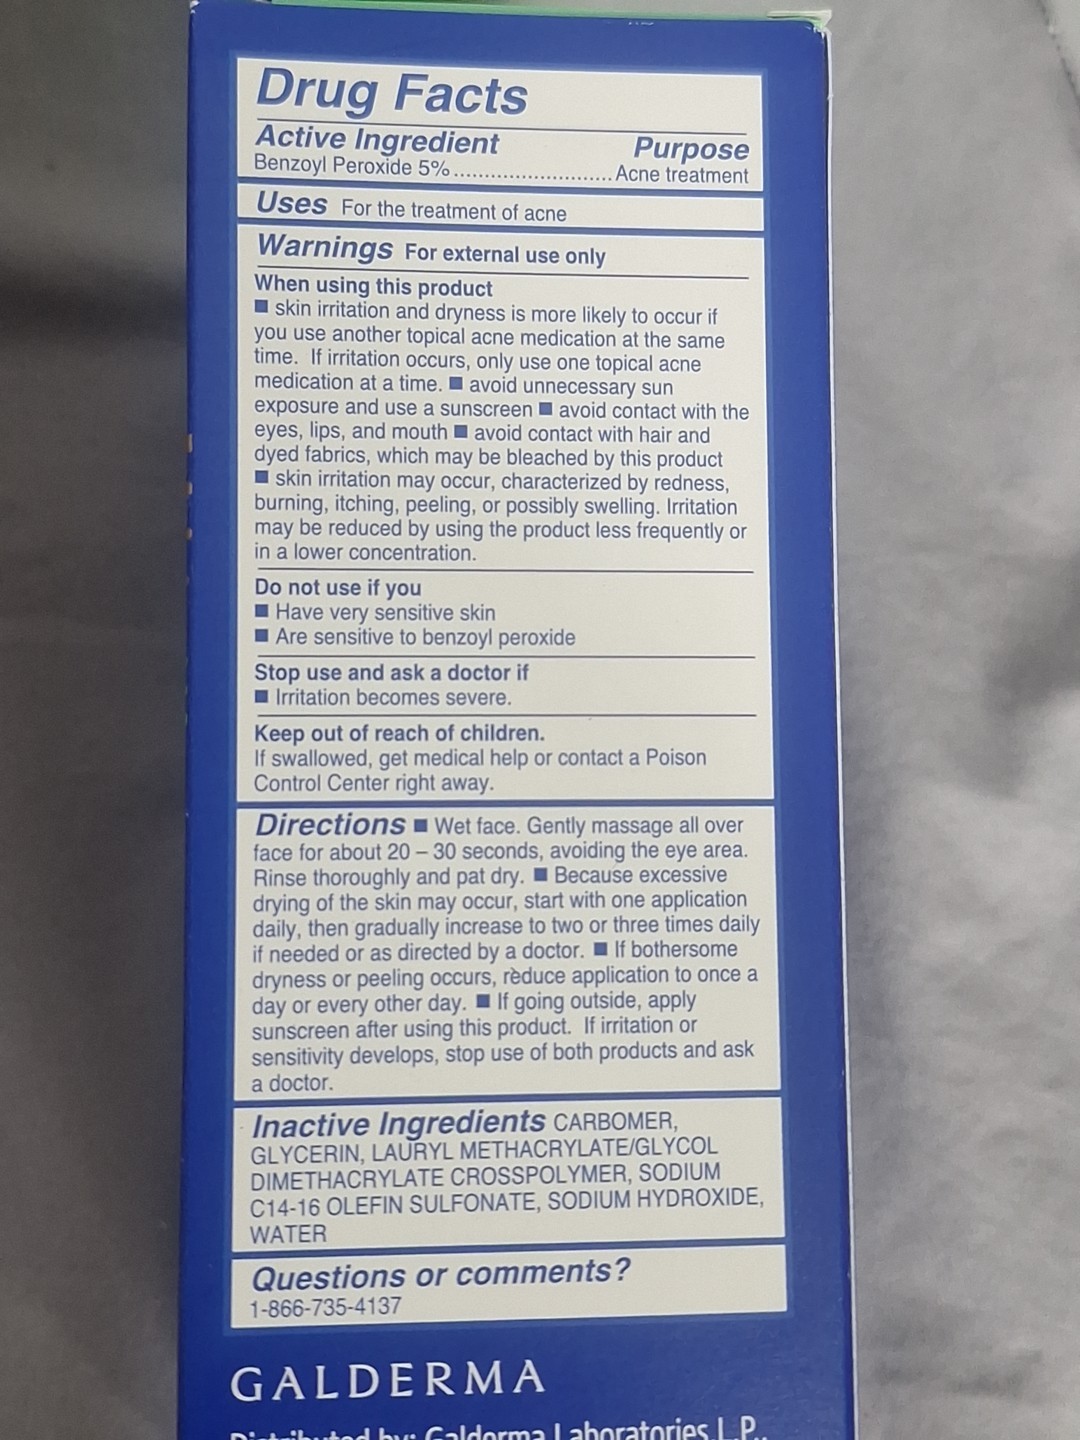 Drug Facts
Active Ingredient Purpose
Benzoyl Peroxide 5%.......................... Acne treatment
Uses For the treatment of acne
Warnings For external use only
When using this product
■ skin irritation and dryness is more likely to occur if
you use another topical acne medication at the same
time. If irritation occurs, only use one topical acne
medication at a time. ■ avoid unnecessary sun
exposure and use a sunscreen ■ avoid contact with the
eyes, lips, and mouth ■ avoid contact with hair and
dyed fabrics, which may be bleached by this product
■ skin irritation may occur, characterized by redness,
burning, itching, peeling, or possibly swelling. Irritation
may be reduced by using the product less frequently or
in a lower concentration.
Do not use if you
■ Have very sensitive skin
■ Are sensitive to benzoyl peroxide
Stop use and ask a doctor if
■ Irritation becomes severe.
Keep out of reach of children.
If swallowed, get medical help or contact a Poison
Control Center right away.
Directions ■ Wet face. Gently massage all over
face for about 20 – 30 seconds, avoiding the eye area.
Rinse thoroughly and pat dry. ■ Because excessive
drying of the skin may occur, start with one application
daily, then gradually increase to two or three times daily
if needed or as directed by a doctor. ■ If bothersome
dryness or peeling occurs, reduce application to once a
day or every other day. ■ If going outside, apply
sunscreen after using this product. If irritation or
sensitivity develops, stop use of both products and ask
a doctor.
Inactive Ingredients CARBOMER,
GLYCERIN, LAURYL METHACRYLATE/GLYCOL
DIMETHACRYLATE CROSSPOLYMER, SODIUM
C14-16 OLEFIN SULFONATE, SODIUM HYDROXIDE,
WATER
Questions or comments?
1-866-735-4137
GALDERMA
Distributed by: Galderma Laboratories L.P.,